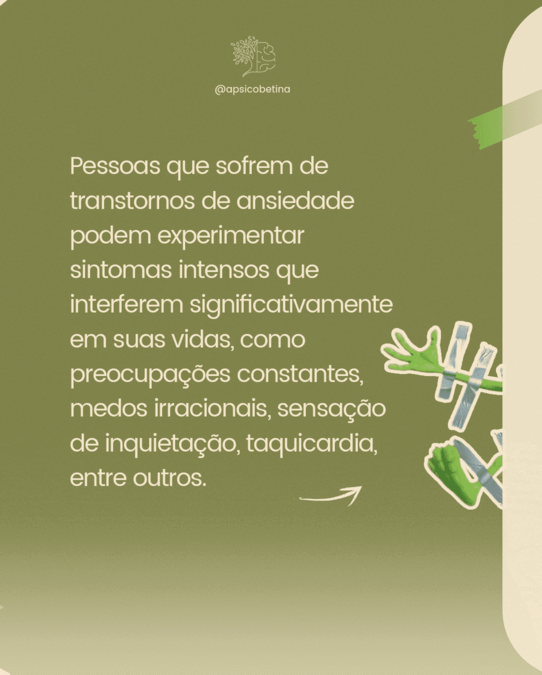 @apsicobetina
Pessoas que sofrem de
transtornos de ansiedade
podem experimentar
sintomas intensos que
interferem significativamente
em suas vidas, como
preocupações constantes,
medos irracionais, sensação
de inquietação, taquicardia,
entre outros.